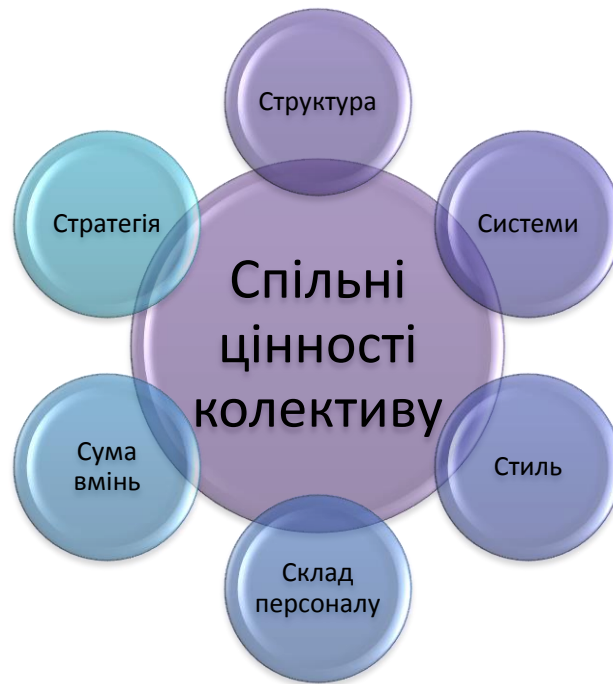 Структура
Стратегія
Системи
Спільні
цінності
колективу
Сума
вмінь
Стиль
Склад
персоналу